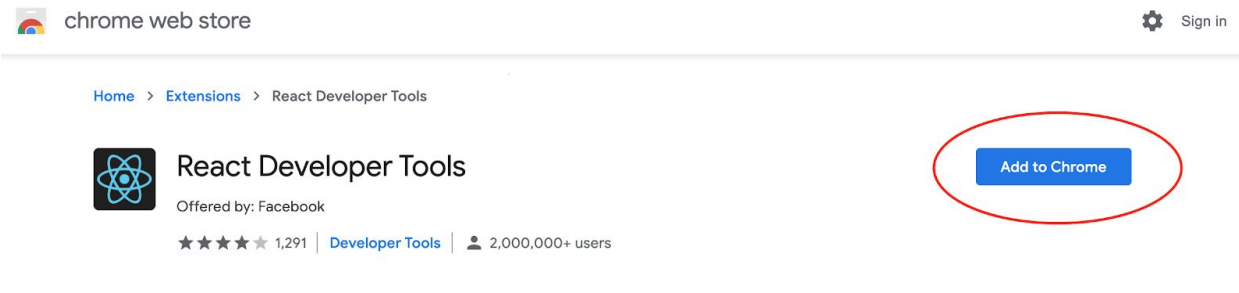 chrome web store
Sign in
Home > Extensions > React Developer Tools
React Developer Tools
Add to Chrome
Offered by: Facebook
1,291 | Developer Tools | 2,000,000+ users